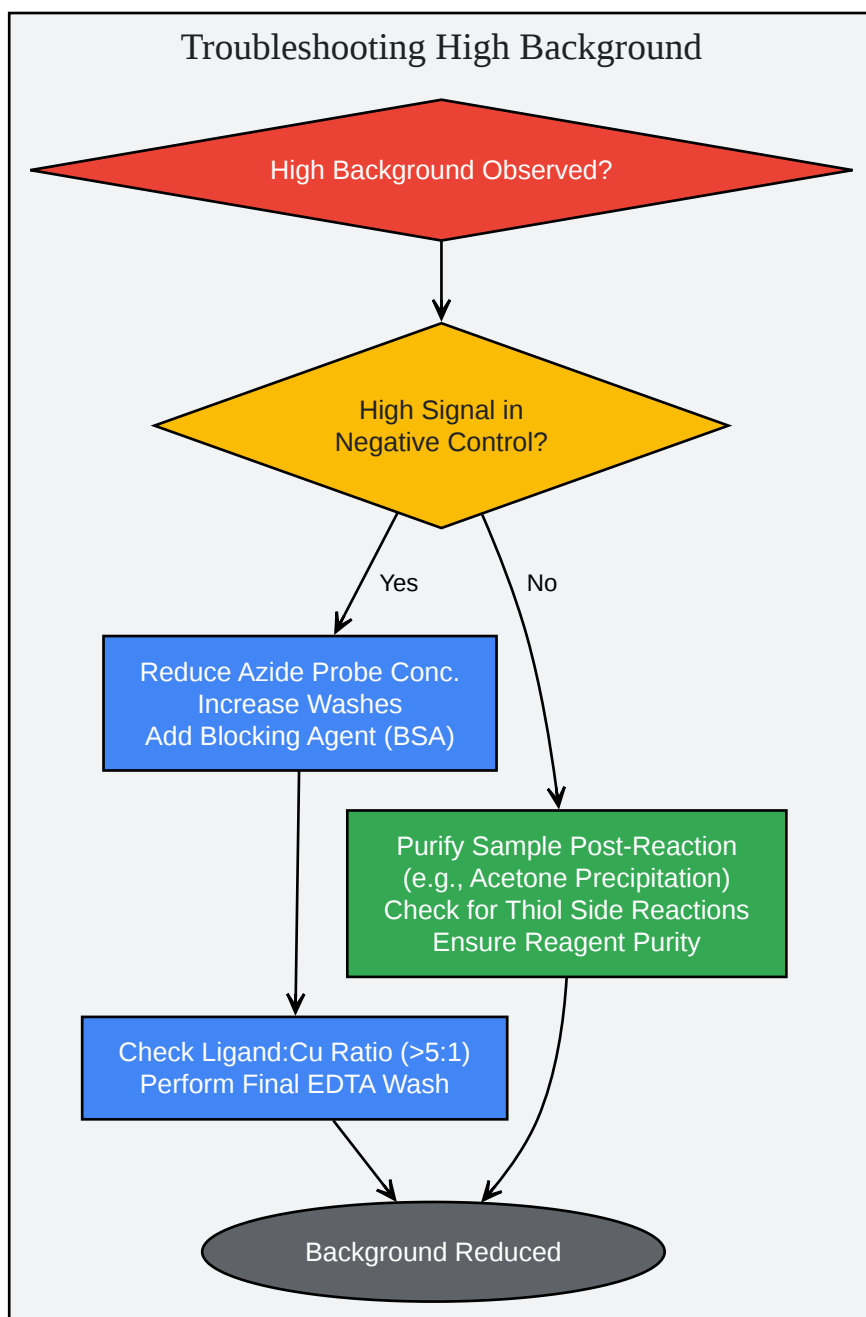 Troubleshooting High Background
High Background Observed?
High Signal in
Negative Control?
Yes
No
Reduce Azide Probe Conc.
Increase Washes
Add Blocking Agent (BSA)
Purify Sample Post-Reaction
(e.g., Acetone Precipitation)
Check for Thiol Side Reactions
Ensure Reagent Purity
Check Ligand:Cu Ratio (>5:1)
Perform Final EDTA Wash
Background Reduced